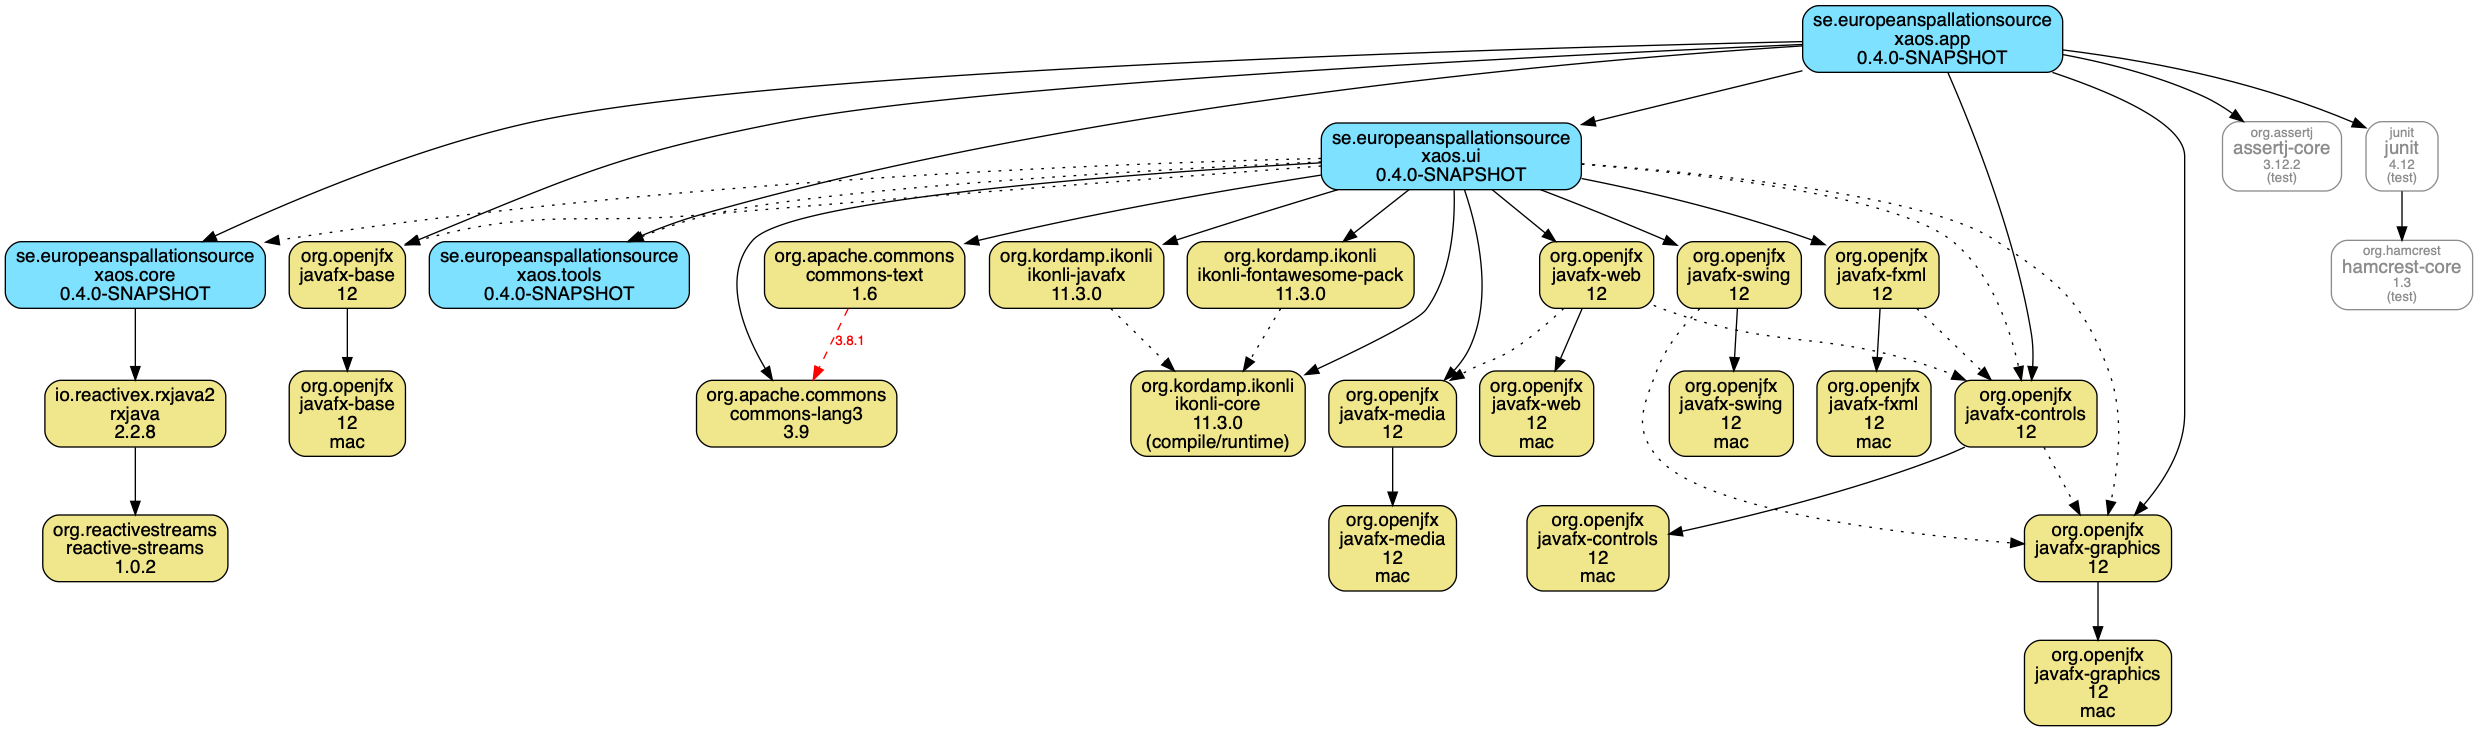 se.europeanspallationsource
xaos.app
0.4.0-SNAPSHOT
se.europeanspallationsource
xaos.ui
0.4.0-SNAPSHOT
org.assertj
assertj-core
3.12.2
(test)
junit
junit
4.12
(test)
se.europeanspallationsource
xaos.core
0.4.0-SNAPSHOT
org.openjfx
javafx-base
12
se.europeanspallationsource
xaos.tools
0.4.0-SNAPSHOT
org.apache.commons
commons-text
1.6
org.kordamp.ikonli
ikonli-javafx
11.3.0
org.kordamp.ikonli
ikonli-fontawesome-pack
11.3.0
org.openjfx
javafx-web
12
org.openjfx
javafx-swing
12
org.openjfx
javafx-fxml
12
org.hamcrest
hamcrest-core
1.3
(test)
3.8.1
io.reactivex.rxjava2
rxjava
2.2.8
org.openjfx
javafx-base
12
mac
org.apache.commons
commons-lang3
3.9
org.kordamp.ikonli
ikonli-core
11.3.0
(compile/runtime)
org.openjfx
javafx-media
12
org.openjfx
javafx-web
12
mac
org.openjfx
javafx-swing
12
mac
org.openjfx
javafx-fxml
12
mac
org.openjfx
javafx-controls
12
org.reactivestreams
reactive-streams
1.0.2
org.openjfx
javafx-media
12
mac
org.openjfx
javafx-controls
12
mac
org.openjfx
javafx-graphics
12
org.openjfx
javafx-graphics
12
mac